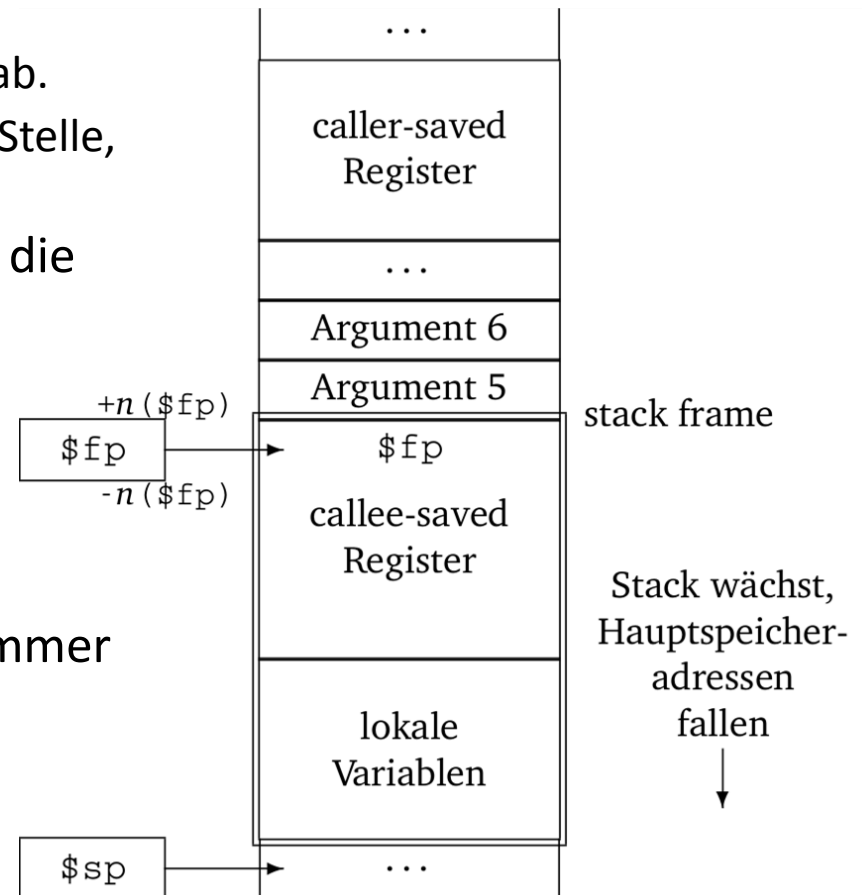 ab.
Stelle,
die
mmer
...
caller-saved
Register
...
Argument 6
Argument 5
+n($fp)
$fp
-n($fp)
$fp
callee-saved
Register
lokale
Variablen
$sp
...
stack frame
Stack wächst,
Hauptspeicher-
adressen
fallen